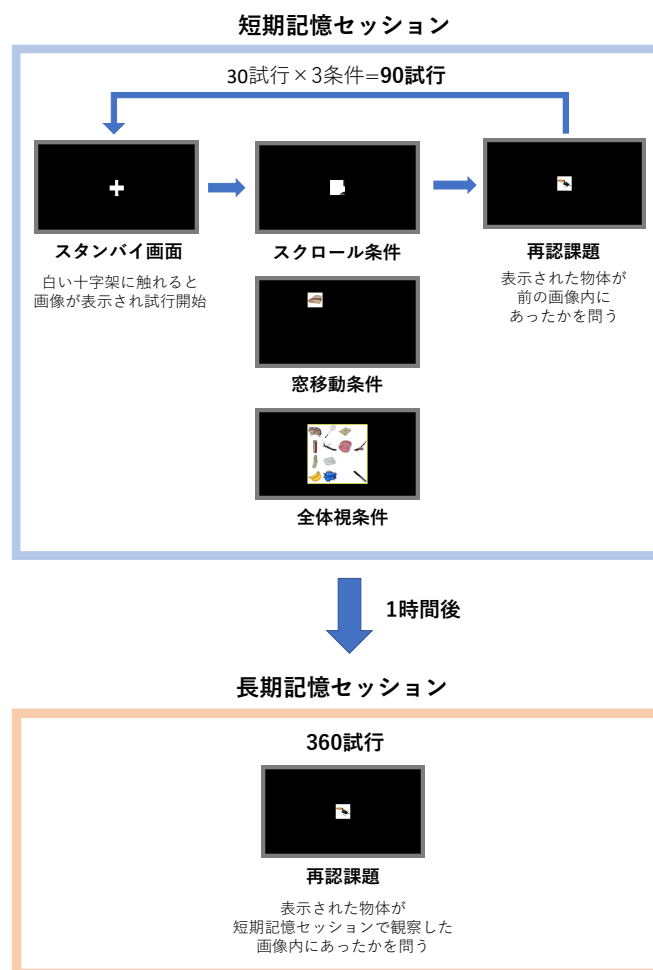 短期記憶セッション
30試行×3条件=90試行
スタンバイ画面
白い十字架に触れると
画像が表示され試行開始
スクロール条件
再認課題
表示された物体が
前の画像内に
あったかを問う
窓移動条件
全体視条件
1時間後
長期記憶セッション
360試行
再認課題
表示された物体が
短期記憶セッションで観察した
画像内にあったかを問う